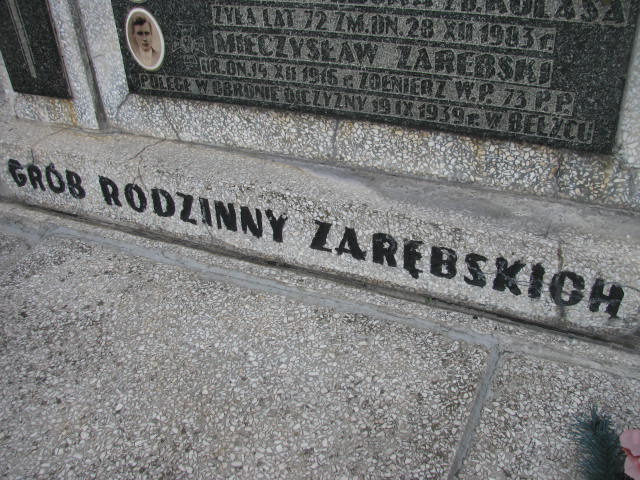 ŻYŁA LAT 72 ZM.DN. 28 XII 1983 r.
MIECZYSŁAW ZARĘBSKI
UR. DN. 15 XII 1916 r. ŻOŁNIERZ W.P. 73 P.P.
POLEGŁ W OBRONIE OJCZYZNY 19 IX 1939 r. W BEŁŻCU
GRÓB RODZINNY ZARĘBSKICH